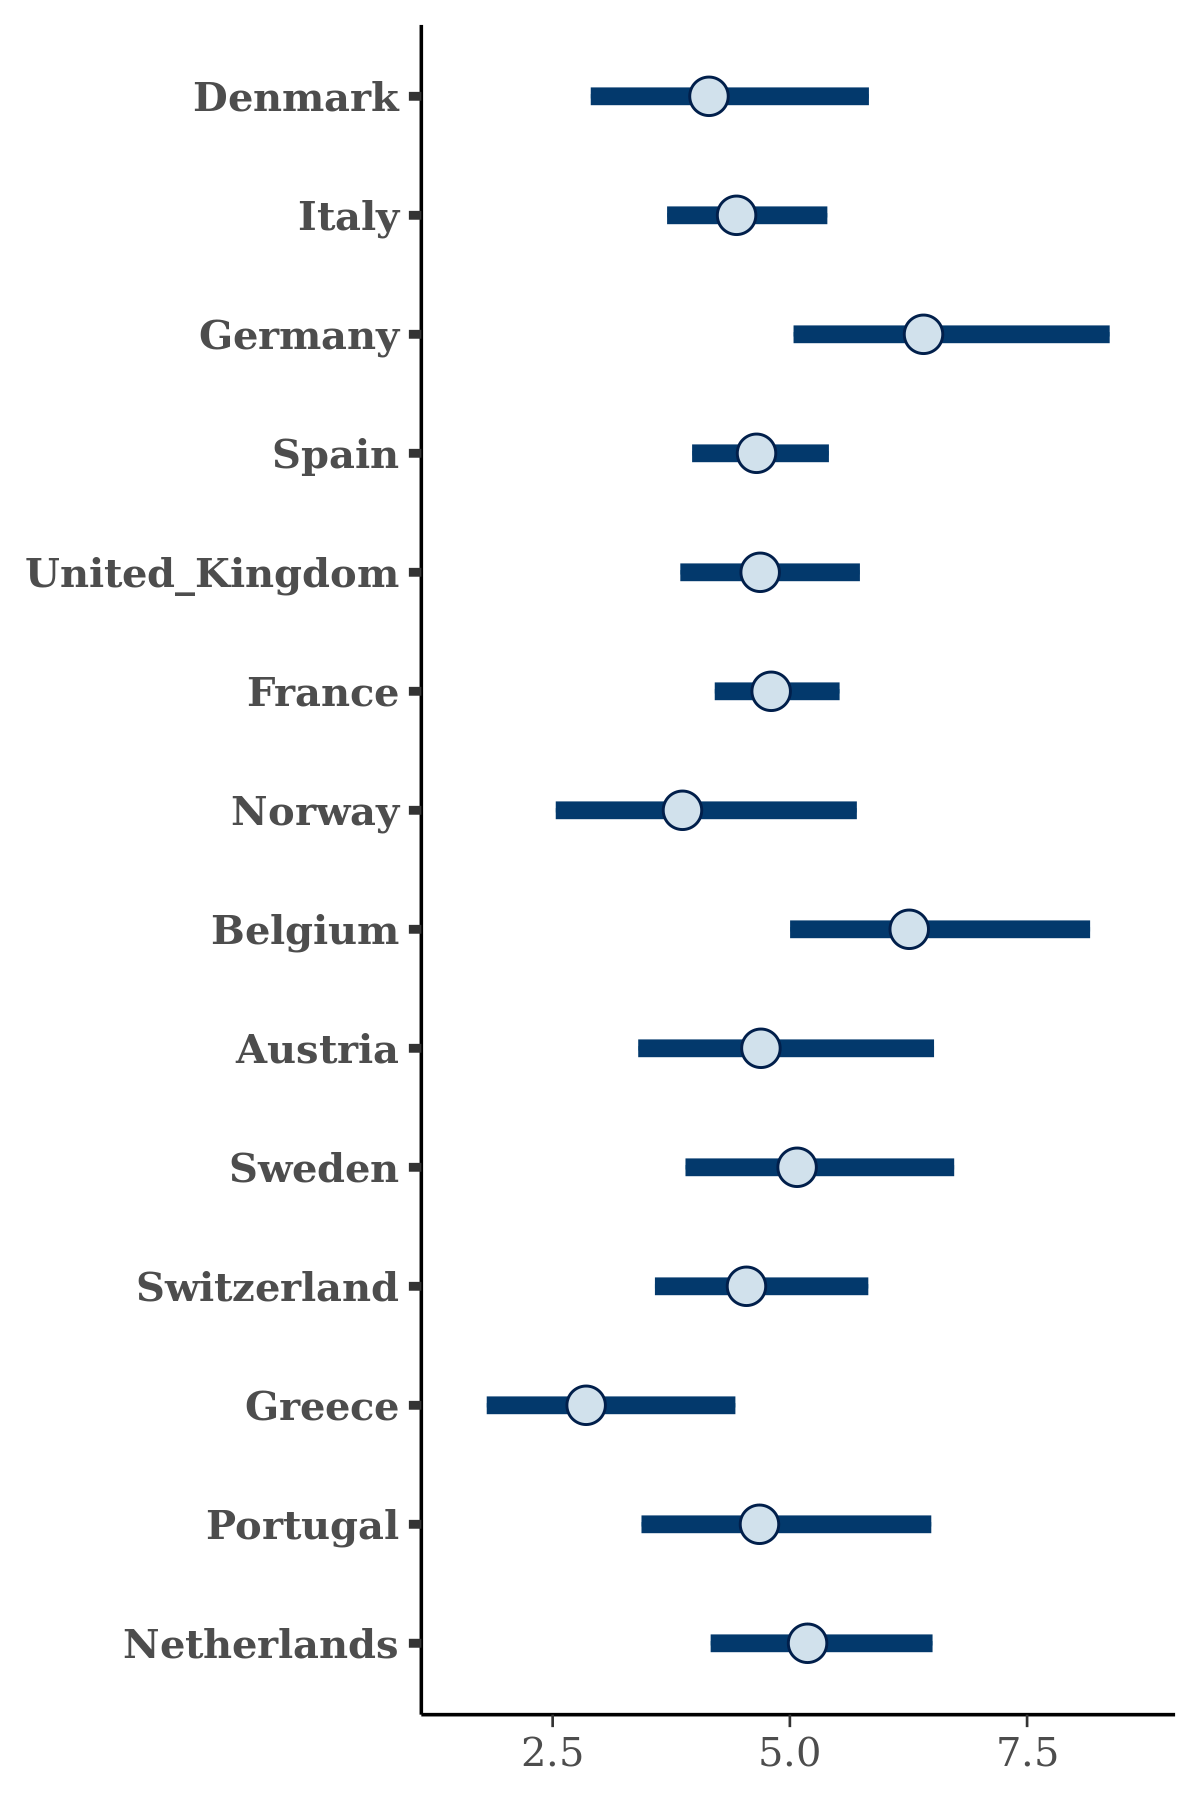 Denmark
Italy
Germany
Spain
United_Kingdom
France
Norway
Belgium
Austria
Sweden
Switzerland
Greece
Portugal
Netherlands
2.5 5.0 7.5